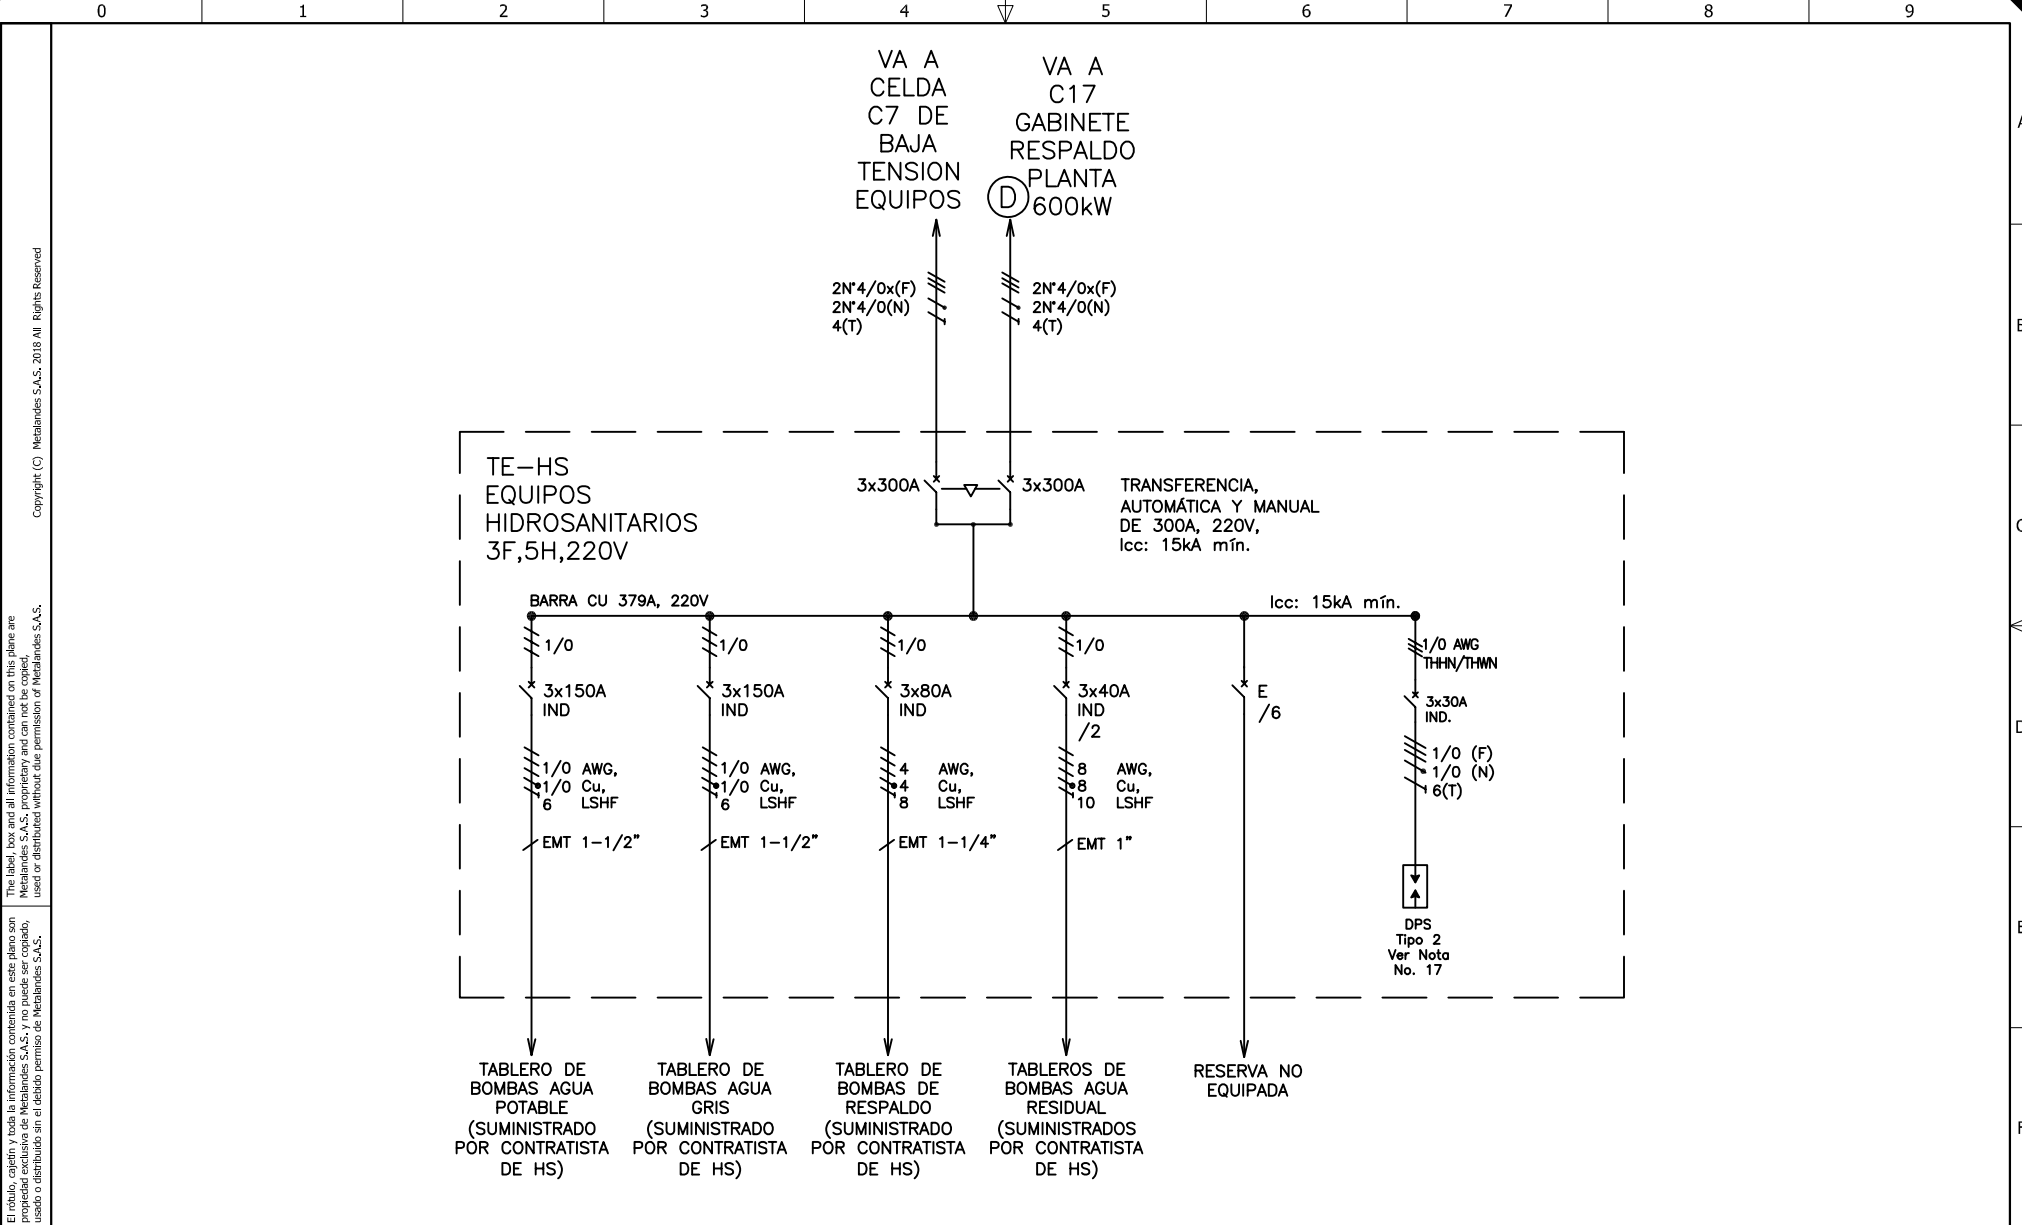 0 1 2 3 4 5 6 7 8 9
VA A
CELDA
C7 DE
BAJA
TENSION
EQUIPOS
VA A
C17
GABINETE
RESPALDO
PLANTA
600kW
D
2N°4/0x(F)
2N°4/0(N)
4(T)
2N°4/0x(F)
2N°4/0(N)
4(T)
TE-HS
EQUIPOS
HIDROSANITARIOS
3F,5H,220V
3x300A
3x300A
TRANSFERENCIA,
AUTOMÁTICA Y MANUAL
DE 300A, 220V,
Icc: 15kA mín.
BARRA CU 379A, 220V
Icc: 15kA mín.
1/0
3x150A
IND
1/0 AWG,
1/0 Cu,
6 LSHF
EMT 1-1/2"
1/0
3x150A
IND
1/0 AWG,
1/0 Cu,
6 LSHF
EMT 1-1/2"
1/0
3x80A
IND
4 AWG,
4 Cu,
8 LSHF
EMT 1-1/4"
1/0
3x40A
IND
/2
8 AWG,
8 Cu,
10 LSHF
EMT 1"
E
/6
1/0 AWG
THHN/THWN
3x30A
IND.
1/0 (F)
1/0 (N)
6(T)
DPS
Tipo 2
Ver Nota
No. 17
TABLERO DE
BOMBAS AGUA
POTABLE
(SUMINISTRADO
POR CONTRATISTA
DE HS)
TABLERO DE
BOMBAS AGUA
GRIS
(SUMINISTRADO
POR CONTRATISTA
DE HS)
TABLERO DE
BOMBAS DE
RESPALDO
(SUMINISTRADO
POR CONTRATISTA
DE HS)
TABLEROS DE
BOMBAS AGUA
RESIDUAL
(SUMINISTRADOS
POR CONTRATISTA
DE HS)
RESERVA NO
EQUIPADA
Copyright (C) Metalandes S.A.S. 2018 All Rights Reserved
The label, box and all information contained on this plane are
Metalandes S.A.S. proprietary and can not be copied,
used or distributed without due permission of Metalandes S.A.S.
El rótulo, cajetín y toda la información contenida en este plano son
propiedad exclusiva de Metalandes S.A.S. y no puede ser copiado,
usado o distribuido sin el debido permiso de Metalandes S.A.S.